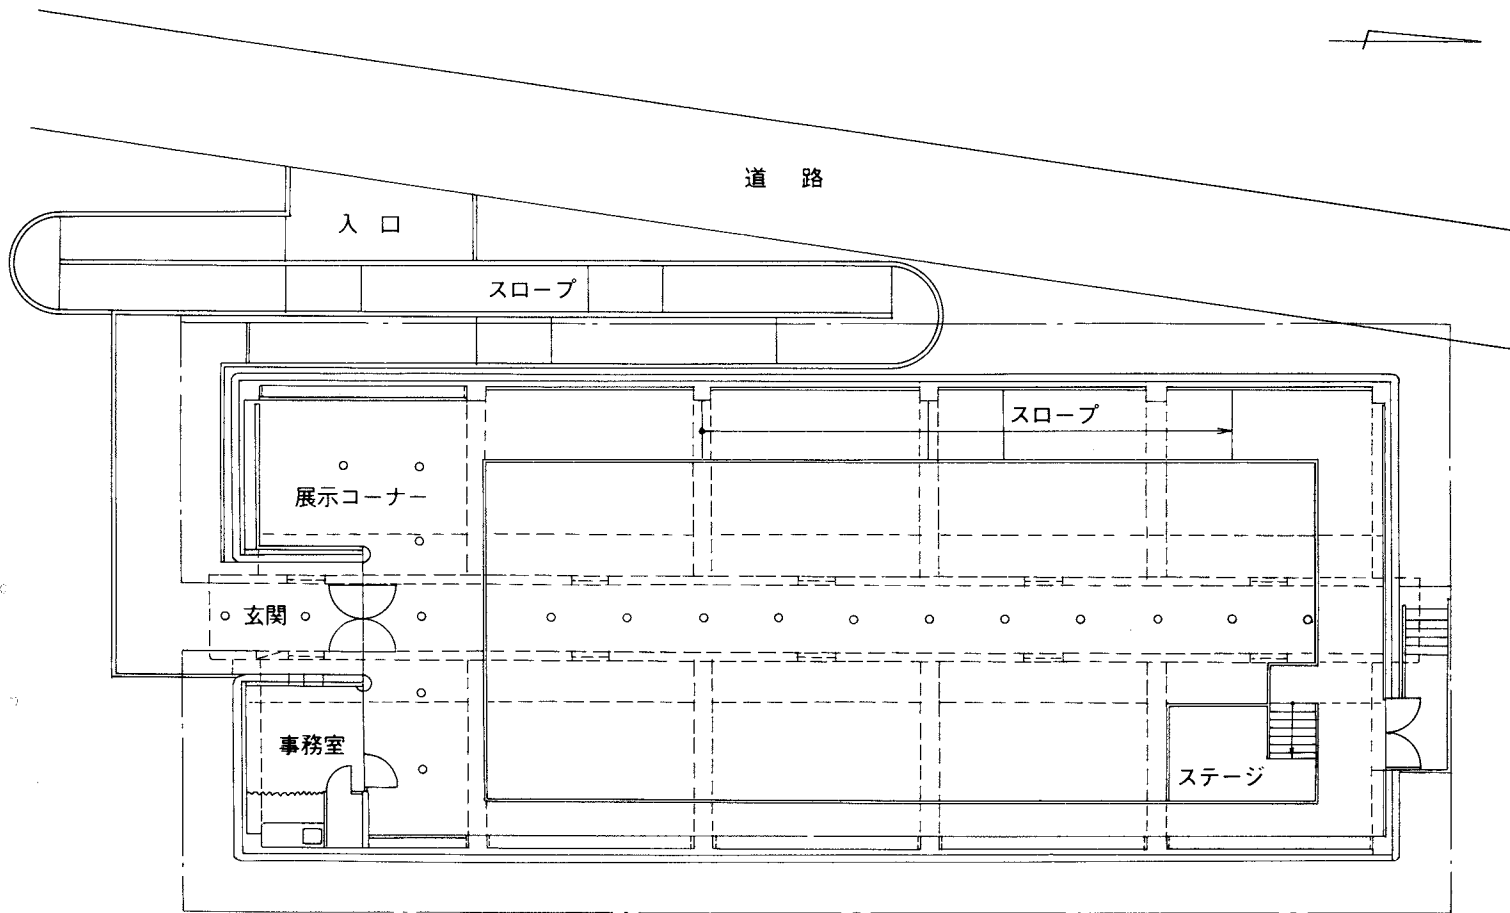 道 路
入 口
スロープ
スロープ
展示コーナー
玄関
事務室
ステージ